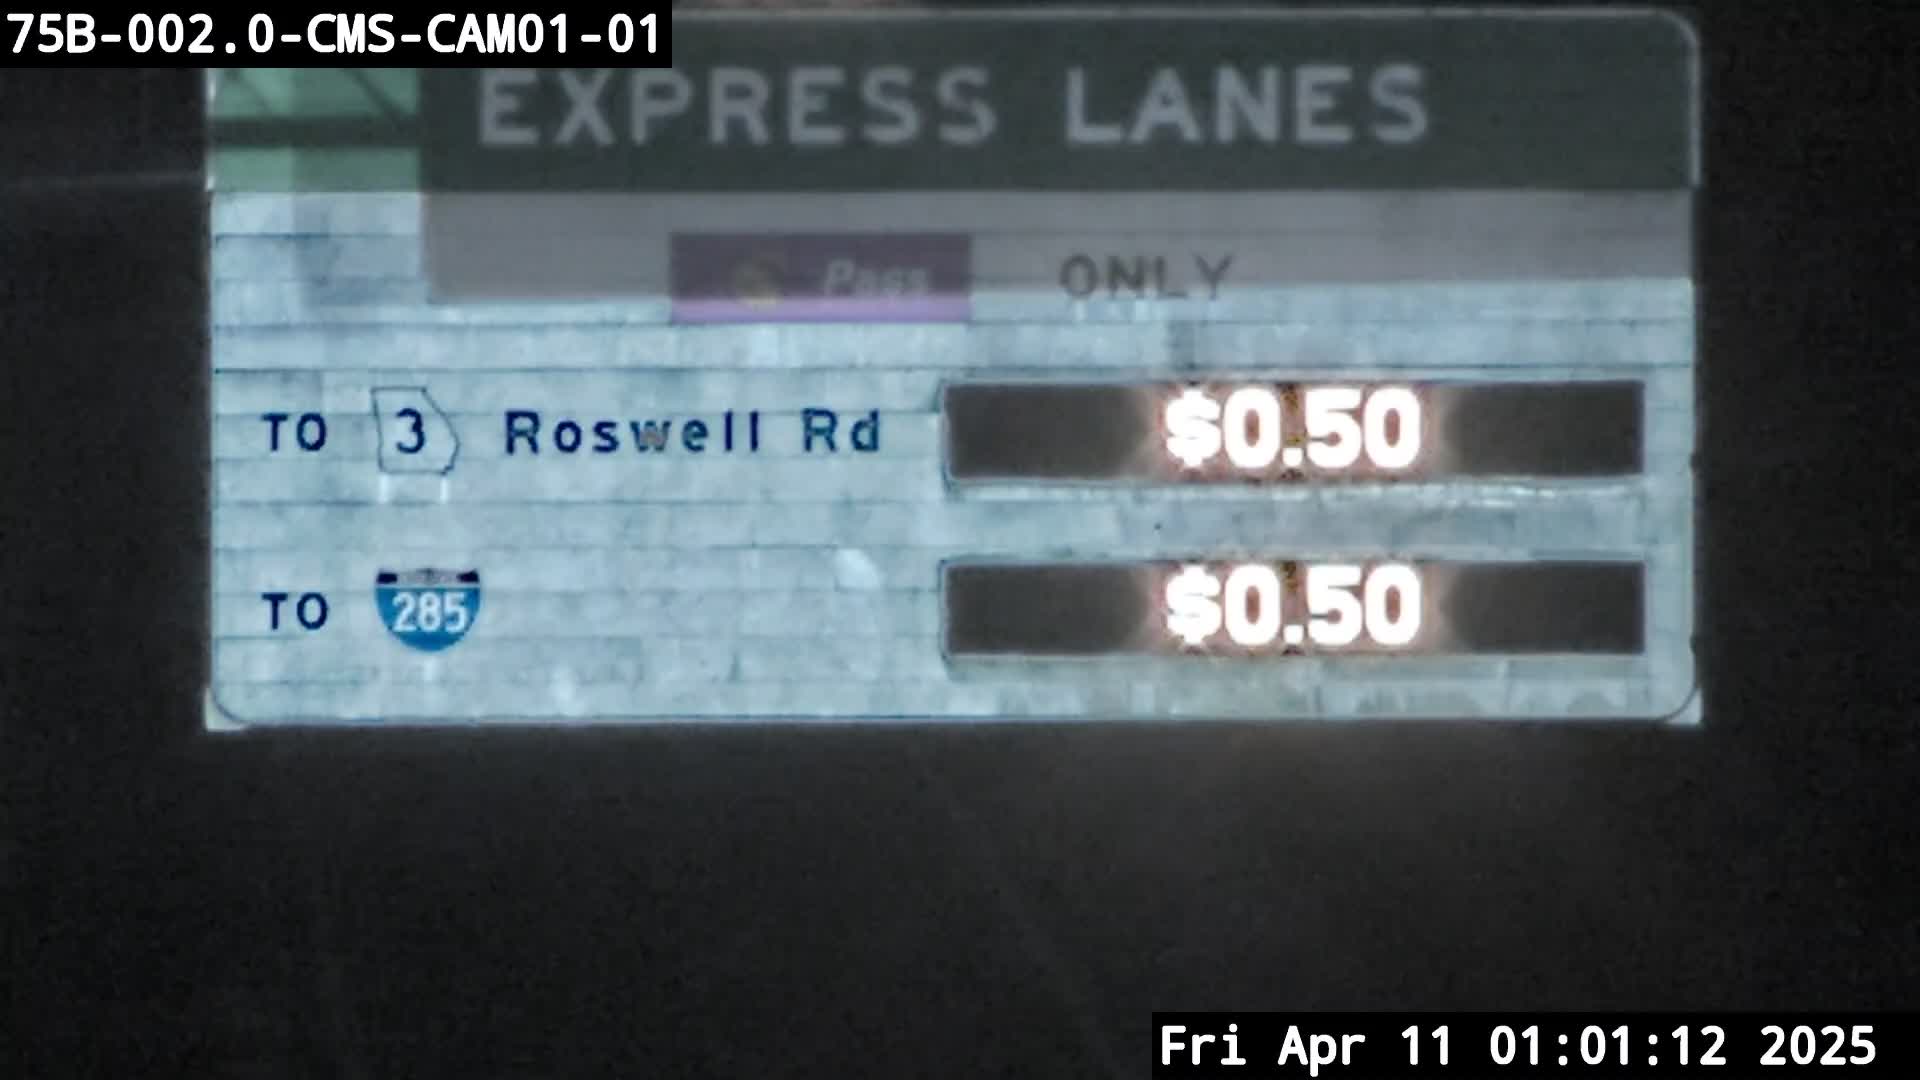 75B-002.0-CMS-CAM01-01
EXPRESS LANES
Pass ONLY
TO 3 Roswell Rd $0.50
TO 285 $0.50
Fri Apr 11 01:01:12 2025